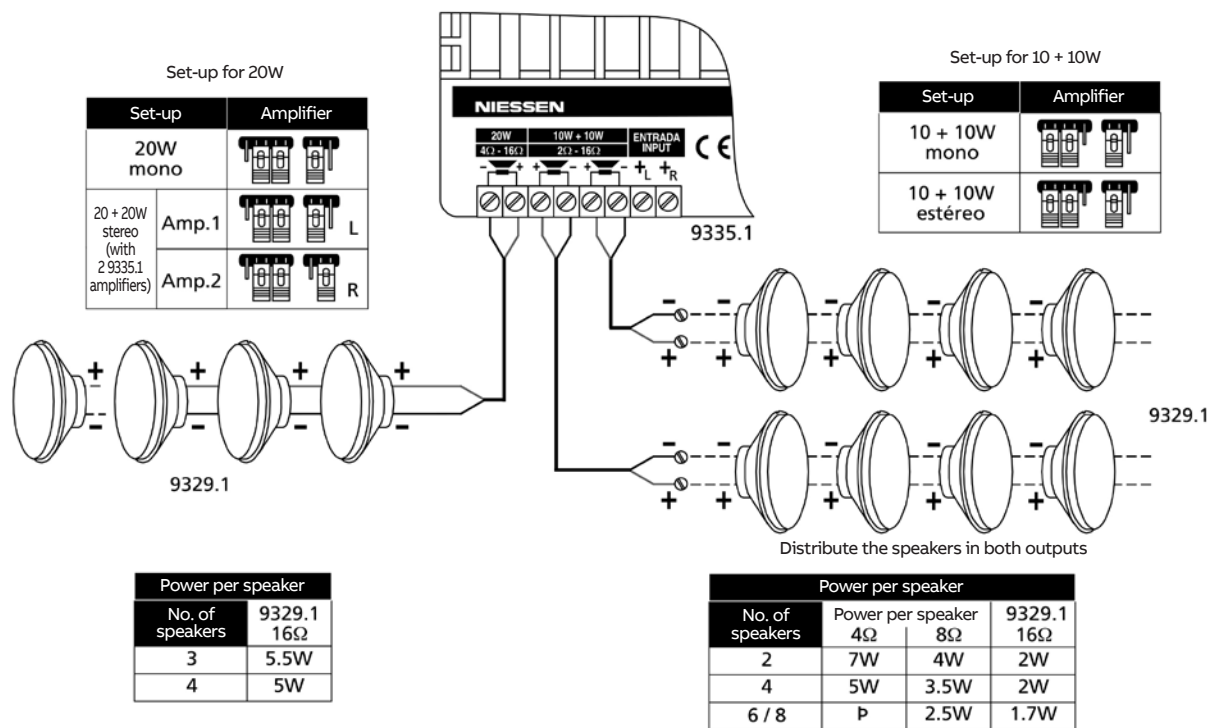 Set-up for 20W
Set-up Amplifier
20W
mono
20 + 20W
stereo
(with
2 9335.1
amplifiers)
Amp.1 L
Amp.2 R
NIESSEN
20W 10W + 10W ENTRADA
4Ω - 16Ω 2Ω - 16Ω INPUT
CE
- + + - + - + L + R
9335.1
Set-up for 10 + 10W
Set-up Amplifier
10 + 10W
mono
10 + 10W
estéreo
+ + + +
- - - -
9329.1
- - - - -
+ + + + +
9329.1
- - - - -
+ + + + +
Distribute the speakers in both outputs
Power per speaker
No. of
speakers
9329.1
16Ω
3 5.5W
4 5W
Power per speaker
No. of
speakers
Power per speaker
4Ω 8Ω
9329.1
16Ω
2 7W 4W 2W
4 5W 3.5W 2W
6 / 8 Þ 2.5W 1.7W